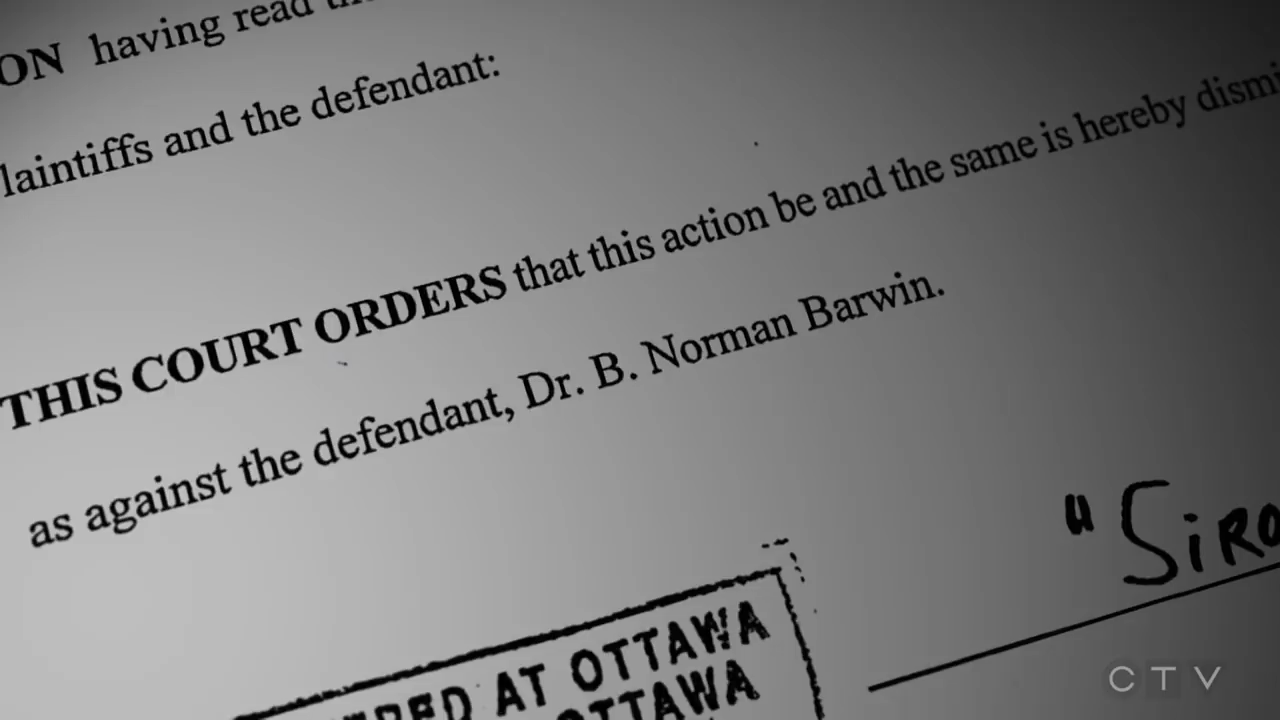 ON having read
laintiffs and the defendant:
THIS COURT ORDERS that this action be and the same is hereby dismi
as against the defendant, Dr. B. Norman Barwin.
"Siro
AT OTTAWA
OTTAWA
CTV